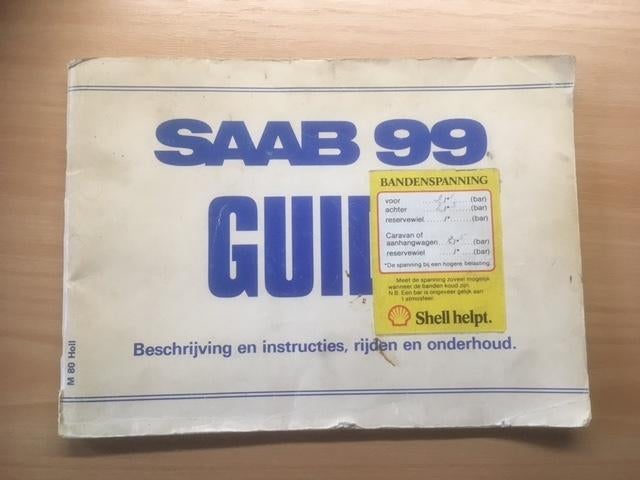 SAAB 99
GUI
BANDENSPANNING
voor (bar)
achter (bar)
reservewiel (bar)
Caravan of
aanhangwagen (bar)
reservewiel (bar)
*De spanning bij een hogere belasting.
Meet de spanning zoveel mogelijk
wanneer de banden koud zijn.
N.B. Een bar is ongeveer gelijk aan
1 atmosfeer.
Shell helpt.
Beschrijving en instructies, rijden en onderhoud.
M 80 Holl